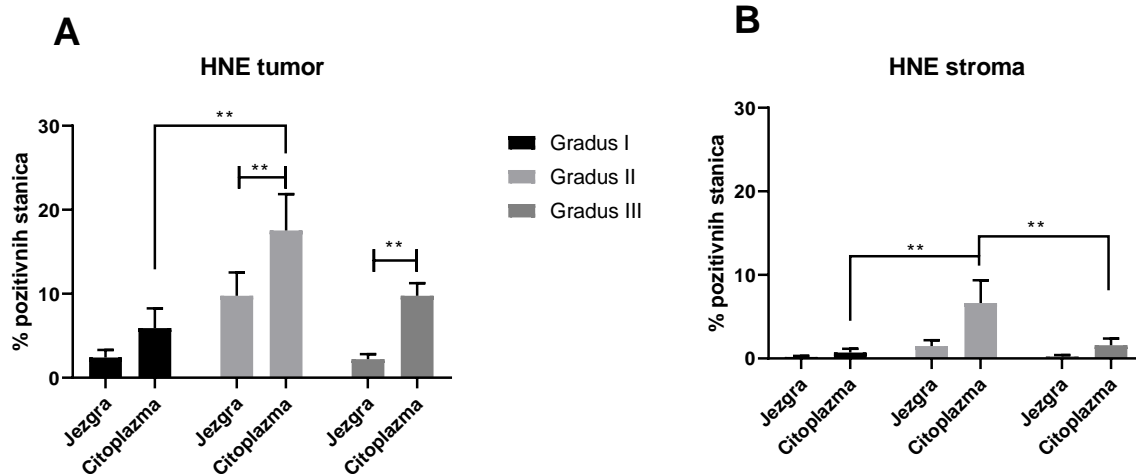 A
HNE tumor
% pozitivnih stanica
30
20
10
0
**
**
**
Jezgra
Citoplazma
Jezgra
Citoplazma
Jezgra
Citoplazma
Gradus I
Gradus II
Gradus III
B
HNE stroma
% pozitivnih stanica
30
20
10
0
**
**
Jezgra
Citoplazma
Jezgra
Citoplazma
Jezgra
Citoplazma